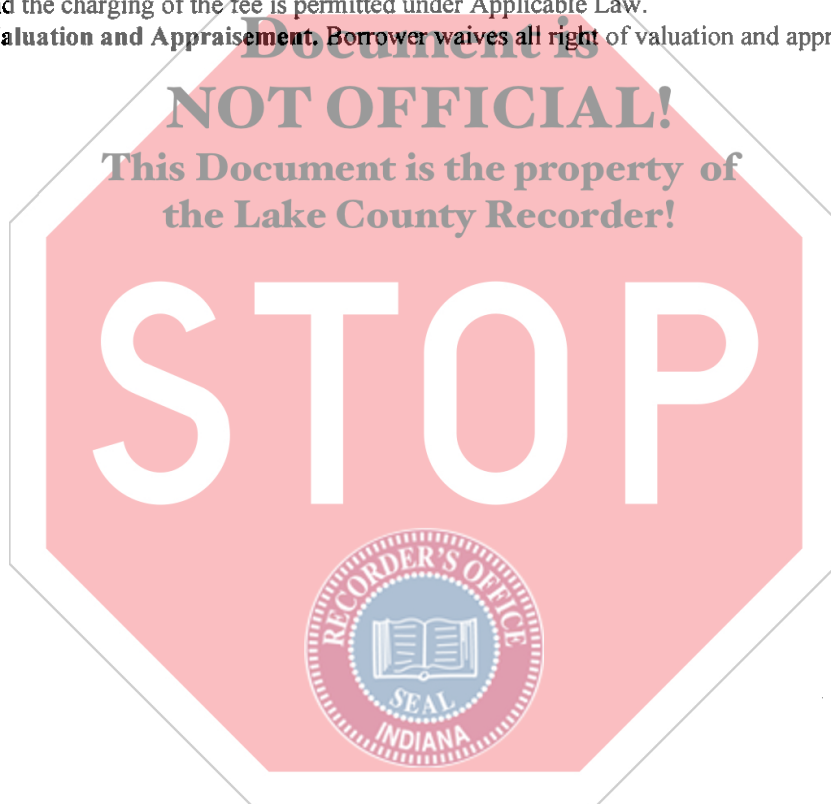 d the charging of the fee is permitted under Applicable Law.
aluation and Appraisement. Borrower waives all right of valuation and appr
Document is
NOT OFFICIAL!
This Document is the property of
the Lake County Recorder!
STOP
RECORDER'S OFFICE
SEAL
INDIANA